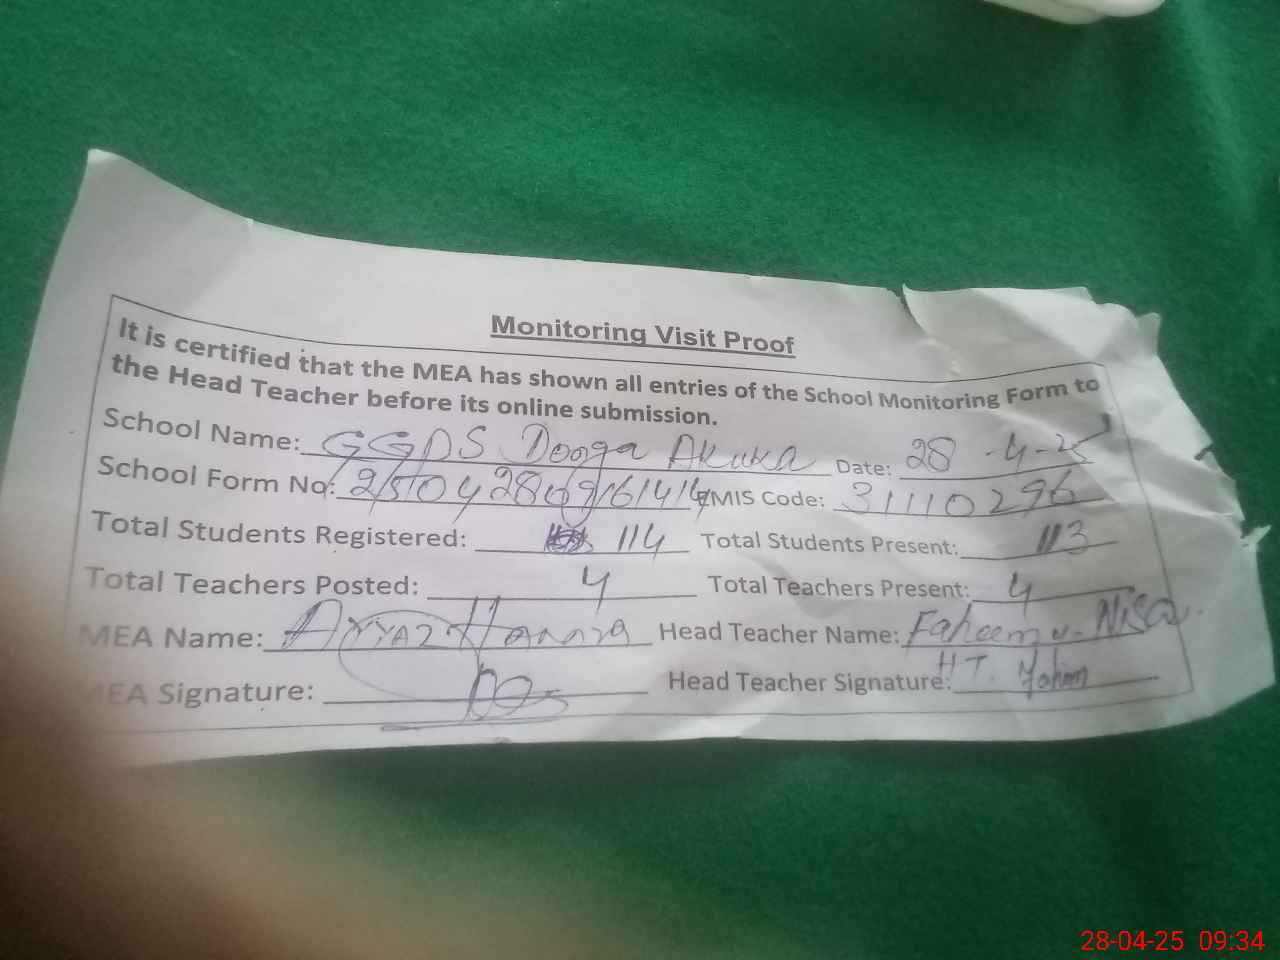 Monitoring Visit Proof
It is certified that the MEA has shown all entries of the School Monitoring Form to
the Head Teacher before its online submission.
School Name: GGPS Dooga Akuka Date: 28-4-25
School Form No: EMIS Code: 31110296
Total Students Registered: 114 Total Students Present: 113
Total Teachers Posted: 4 Total Teachers Present: 4
MEA Name: Head Teacher Name: Faheem u. Nisa.
MEA Signature: Head Teacher Signature: HT.
28-04-25 09:34